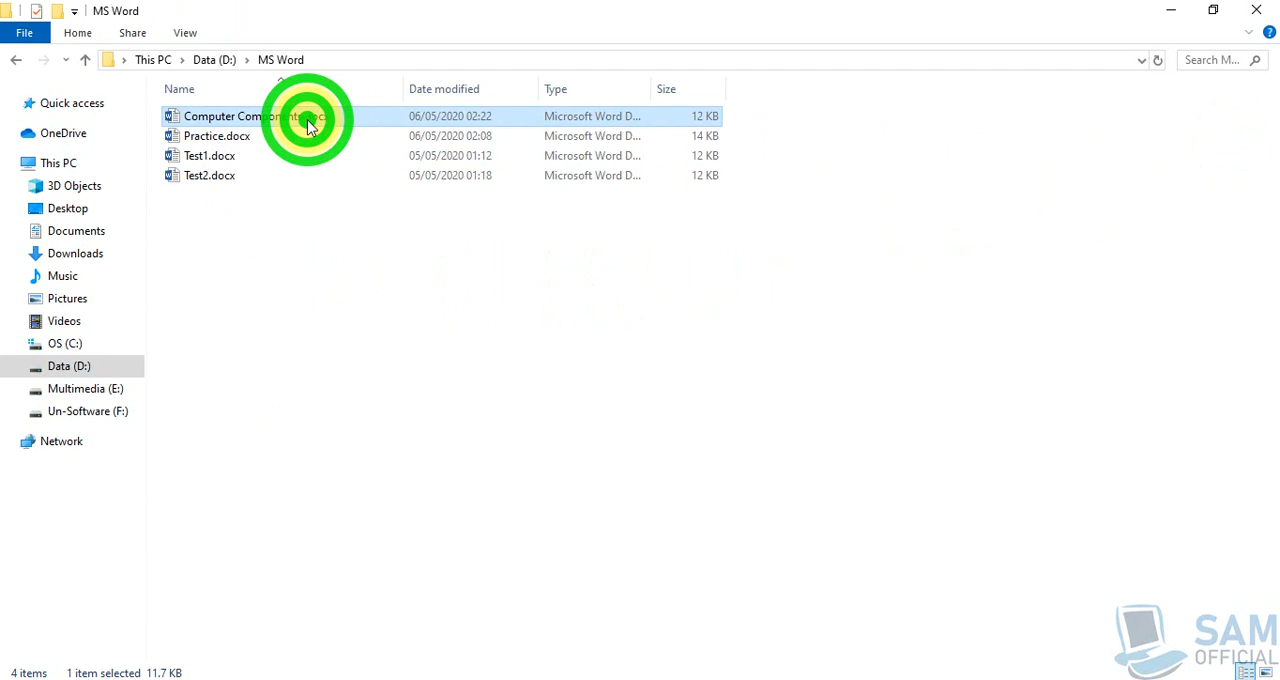 MS Word
File Home Share View
This PC Data (D:) MS Word Search M...
Name Date modified Type Size
Computer Components.docx 06/05/2020 02:22 Microsoft Word D... 12 KB
Practice.docx 06/05/2020 02:08 Microsoft Word D... 14 KB
Test1.docx 05/05/2020 01:12 Microsoft Word D... 12 KB
Test2.docx 05/05/2020 01:18 Microsoft Word D... 12 KB
Quick access
OneDrive
This PC
3D Objects
Desktop
Documents
Downloads
Music
Pictures
Videos
OS (C:)
Data (D:)
Multimedia (E:)
Un-Software (F:)
Network
SAM
OFFICIAL
4 items 1 item selected 11.7 KB